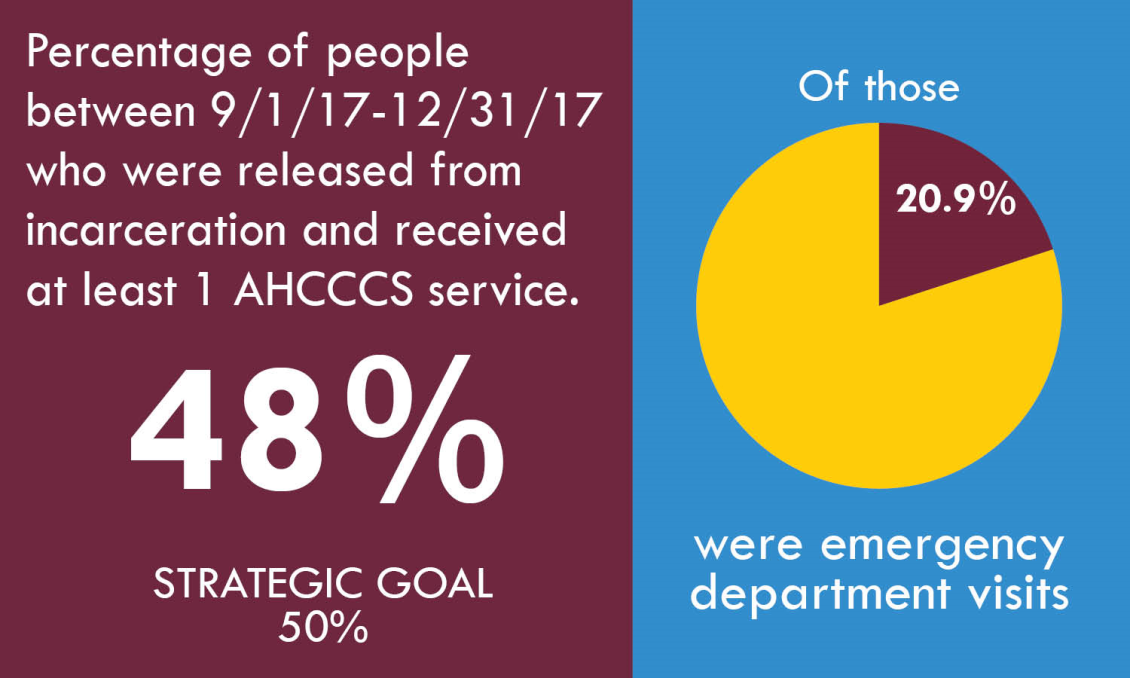 Percentage of people
between 9/1/17-12/31/17
who were released from
incarceration and received
at least 1 AHCCCS service.
48%
STRATEGIC GOAL
50%
Of those
20.9%
were emergency
department visits